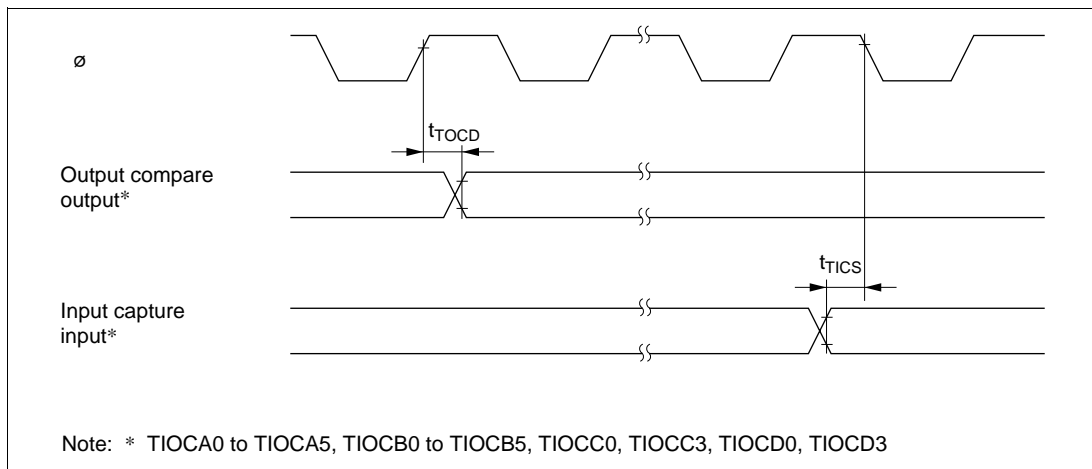 ø
tTOCD
Output compare
output*
tTICS
Input capture
input*
Note: * TIOCA0 to TIOCA5, TIOCB0 to TIOCB5, TIOCC0, TIOCC3, TIOCD0, TIOCD3